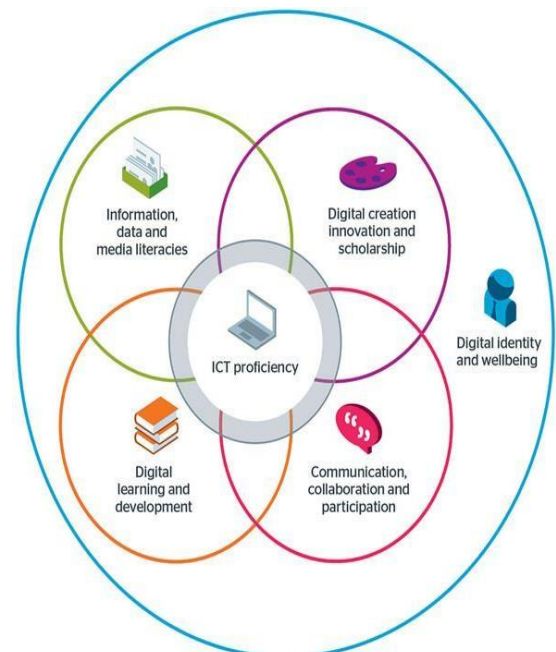 Information,
data and
media literacies
Digital creation
innovation and
scholarship
Digital identity
and wellbeing
ICT proficiency
Digital
learning and
development
Communication,
collaboration and
participation